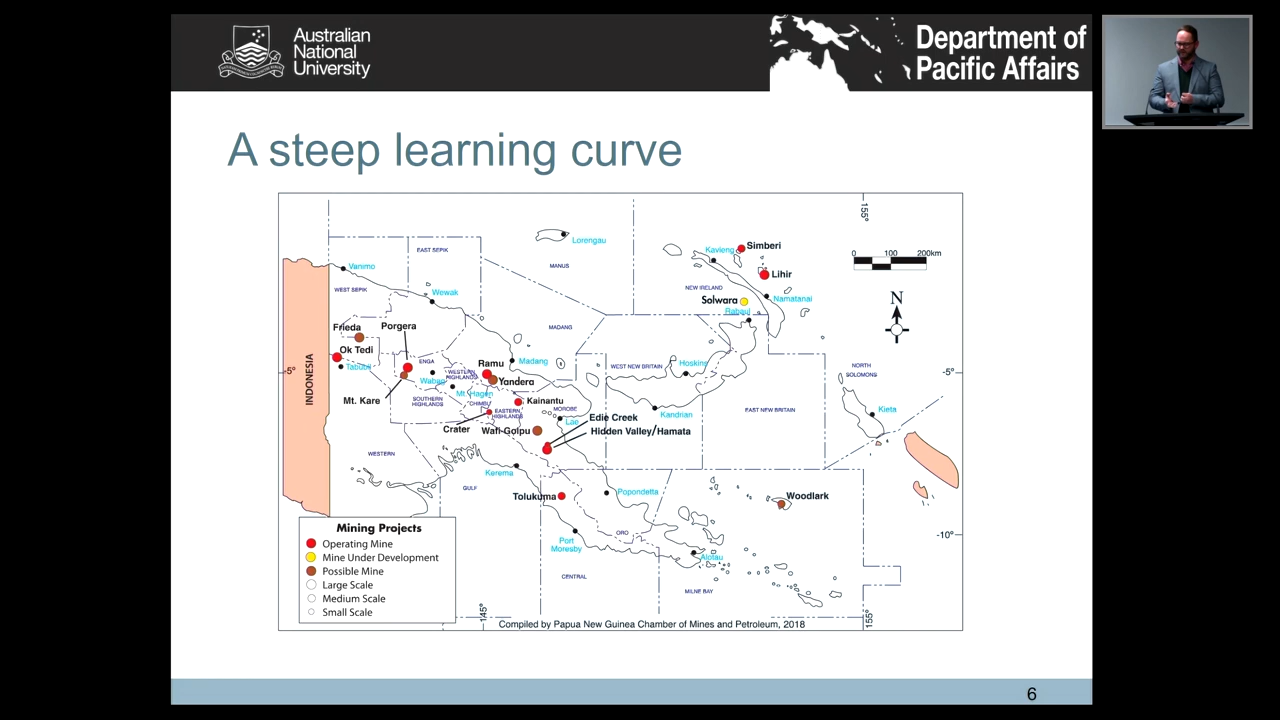 Australian
National
University
Department of
Pacific Affairs
A steep learning curve
155°
0 100 200km
N
Lorengau
MANUS
EAST SEPIK
Vanimo
WEST SEPIK
Wewak
Kavieng
Simberi
Lihir
NEW IRELAND
Namatanai
Solwara
Rabaul
Frieda
Porgera
MADANG
Ok Tedi
Tabubil
-5°
INDONESIA
ENGA
Wabag
WESTERN
HIGHLANDS
Ramu
Madang
Yandera
Mt. Hagen
Mt. Kare
SOUTHERN
HIGHLANDS
CHIMBU
EASTERN
HIGHLANDS
Kainantu
MOROBE
Crater
Wafi-Golpu
Lae
Edie Creek
Hidden Valley/Hamata
WEST NEW BRITAIN
Hoskins
Kandrian
EAST NEW BRITAIN
NORTH
SOLOMONS
-5°
Kieta
WESTERN
GULF
Kerema
Tolukuma
Popondetta
Woodlark
ORO
Port
Moresby
Alotau
-10°
CENTRAL
MILNE BAY
Mining Projects
Operating Mine
Mine Under Development
Possible Mine
Large Scale
Medium Scale
Small Scale
145°
155°
Compiled by Papua New Guinea Chamber of Mines and Petroleum, 2018
6